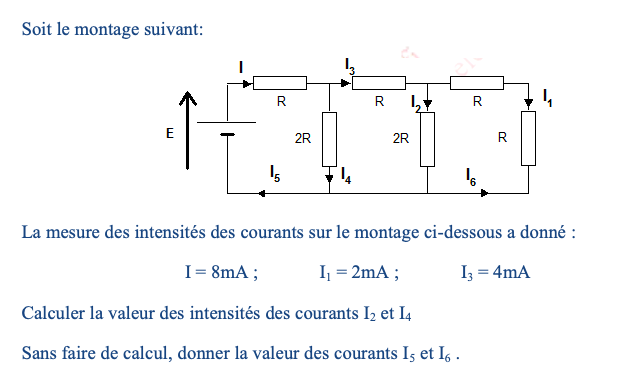 Soit le montage suivant:
I
I3
R
R
I2
R
I1
E
2R
2R
R
I5
I4
I6
La mesure des intensités des courants sur le montage ci-dessous a donné :
I = 8mA ; I1 = 2mA ; I3 = 4mA
Calculer la valeur des intensités des courants I2 et I4
Sans faire de calcul, donner la valeur des courants I5 et I6 .